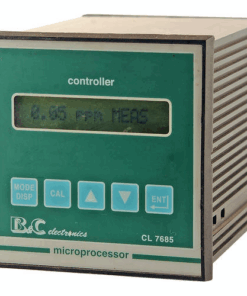 controller
0.05 ppm MEAS
MODE
DISP
CAL
ENT
B&C electronics
CL 7685
microprocessor